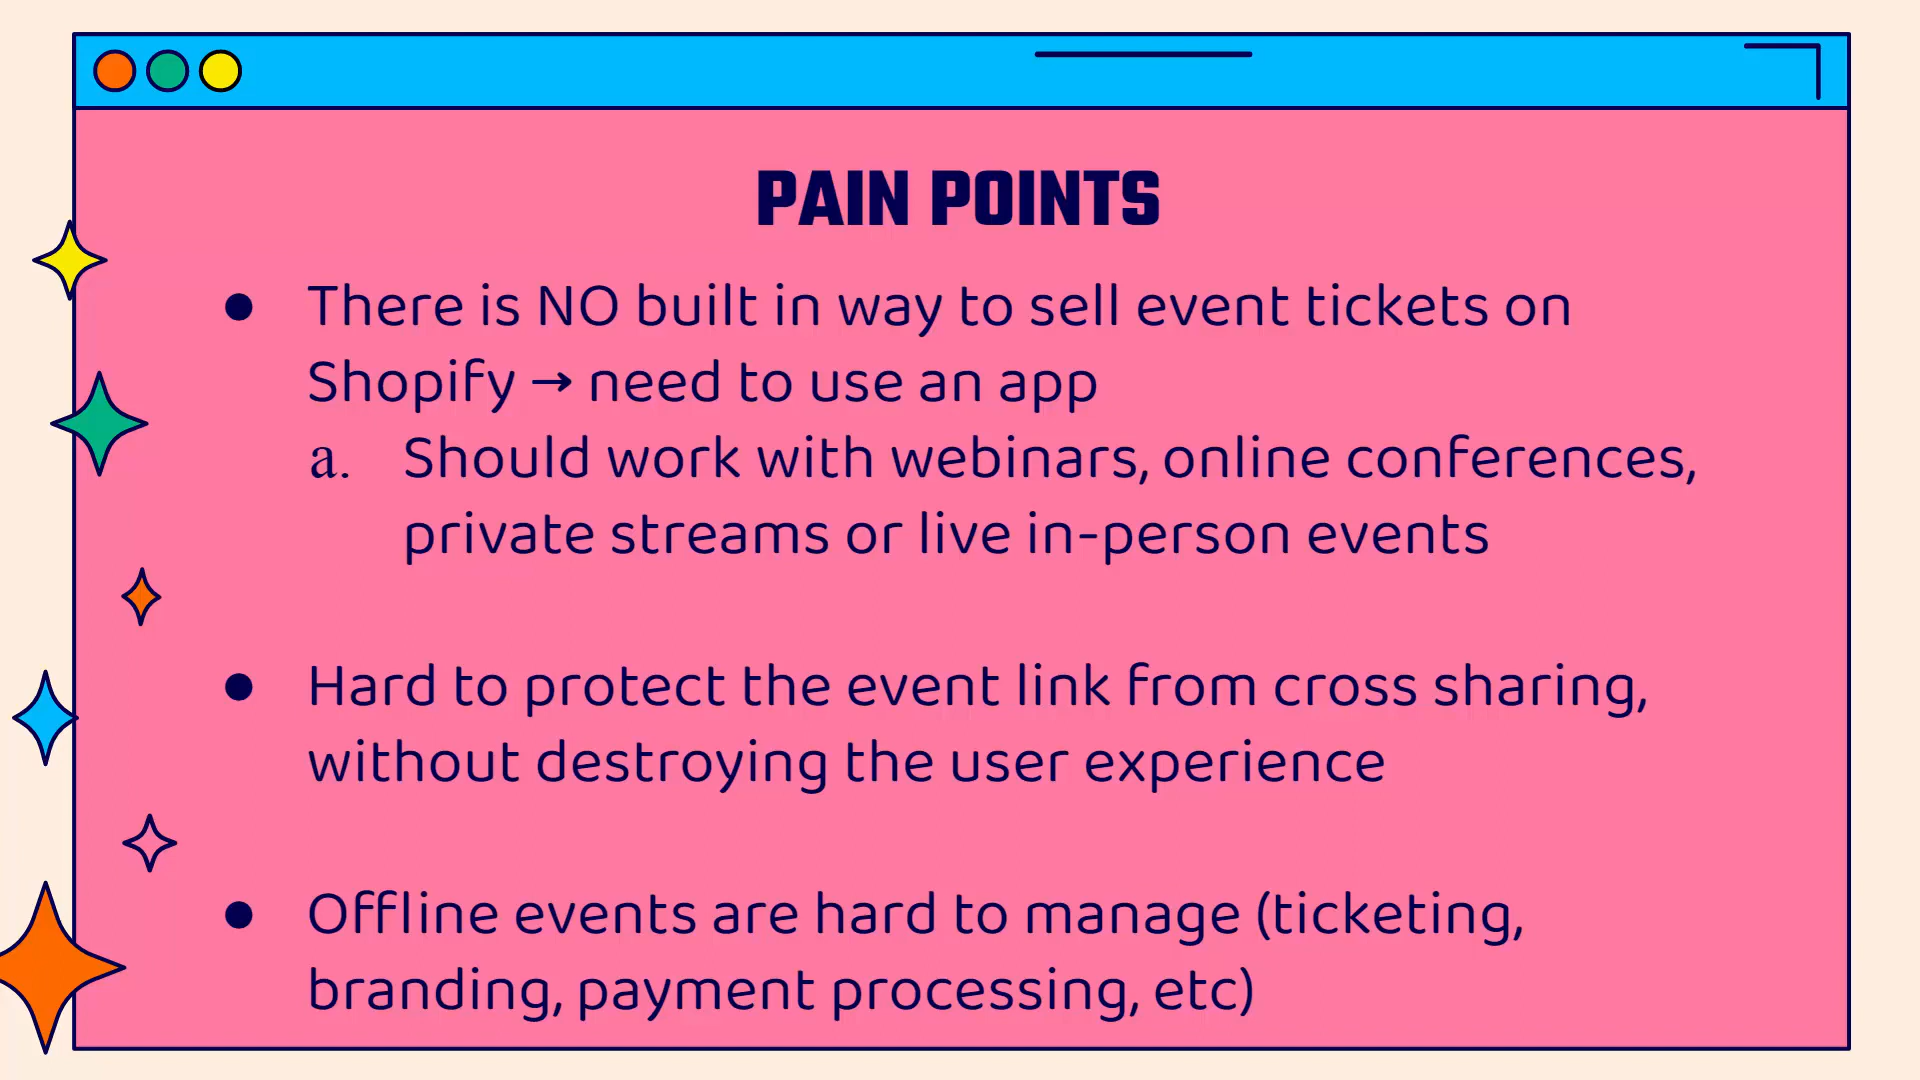 PAIN POINTS
● There is NO built in way to sell event tickets on
Shopify → need to use an app
a. Should work with webinars, online conferences,
private streams or live in-person events
● Hard to protect the event link from cross sharing,
without destroying the user experience
● Offline events are hard to manage (ticketing,
branding, payment processing, etc)